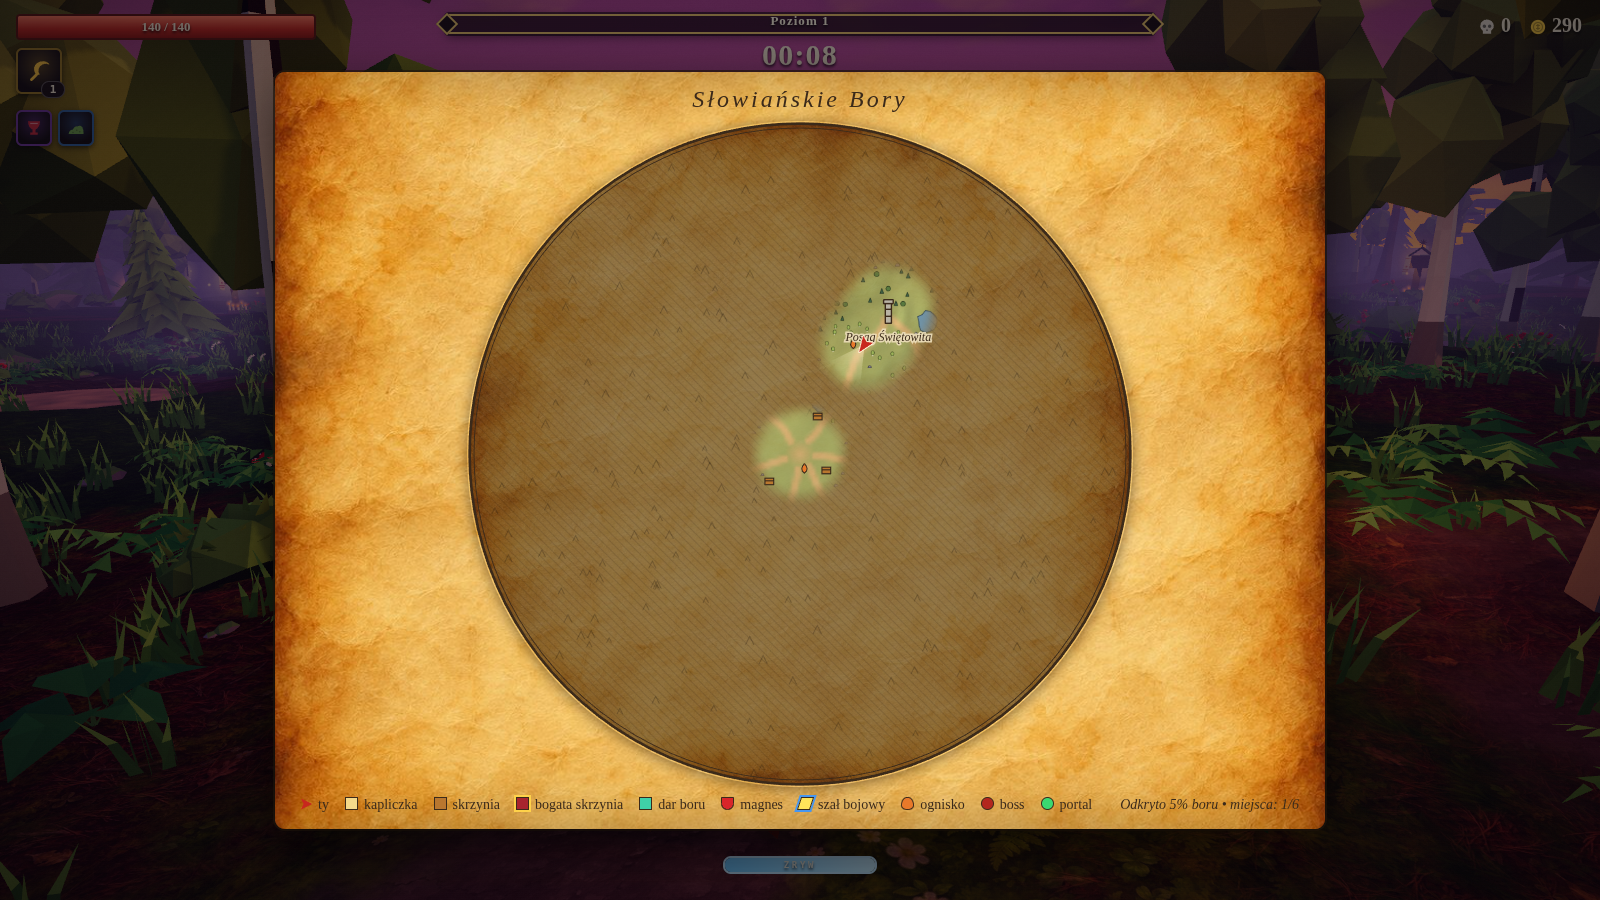 140 / 140
Poziom 1
00:08
0
290
1
Słowiańskie Bory
Posąg Świętowita
ty
kapliczka
skrzynia
bogata skrzynia
dar boru
magnes
szał bojowy
ognisko
boss
portal
Odkryto 5% boru • miejsca: 1/6
ZRYW